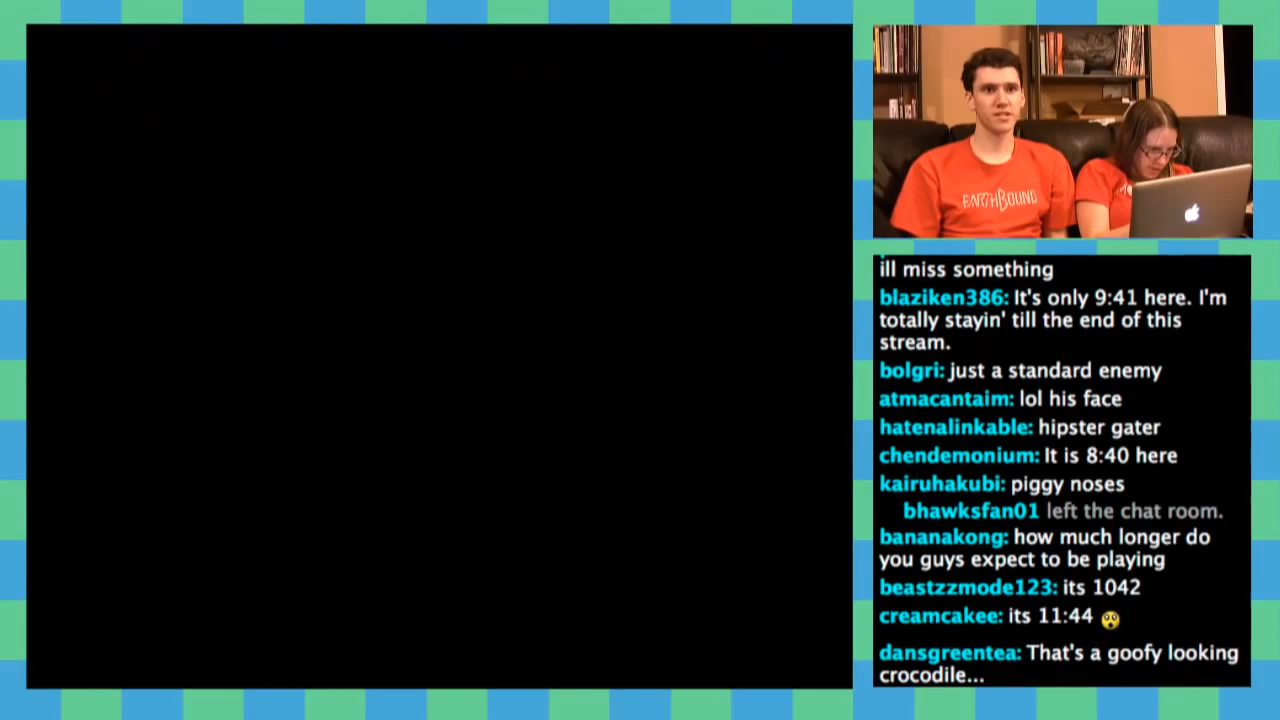 EARTHBOUND
ill miss something
blaziken386: It's only 9:41 here. I'm
totally stayin' till the end of this
stream.
bolgri: just a standard enemy
atmacantaim: lol his face
hatenalinkable: hipster gater
chendemonium: It is 8:40 here
kairuhakubi: piggy noses
bhawksfan01 left the chat room.
bananakong: how much longer do
you guys expect to be playing
beastzzmode123: its 1042
creamcakee: its 11:44
dansgreentea: That's a goofy looking
crocodile...